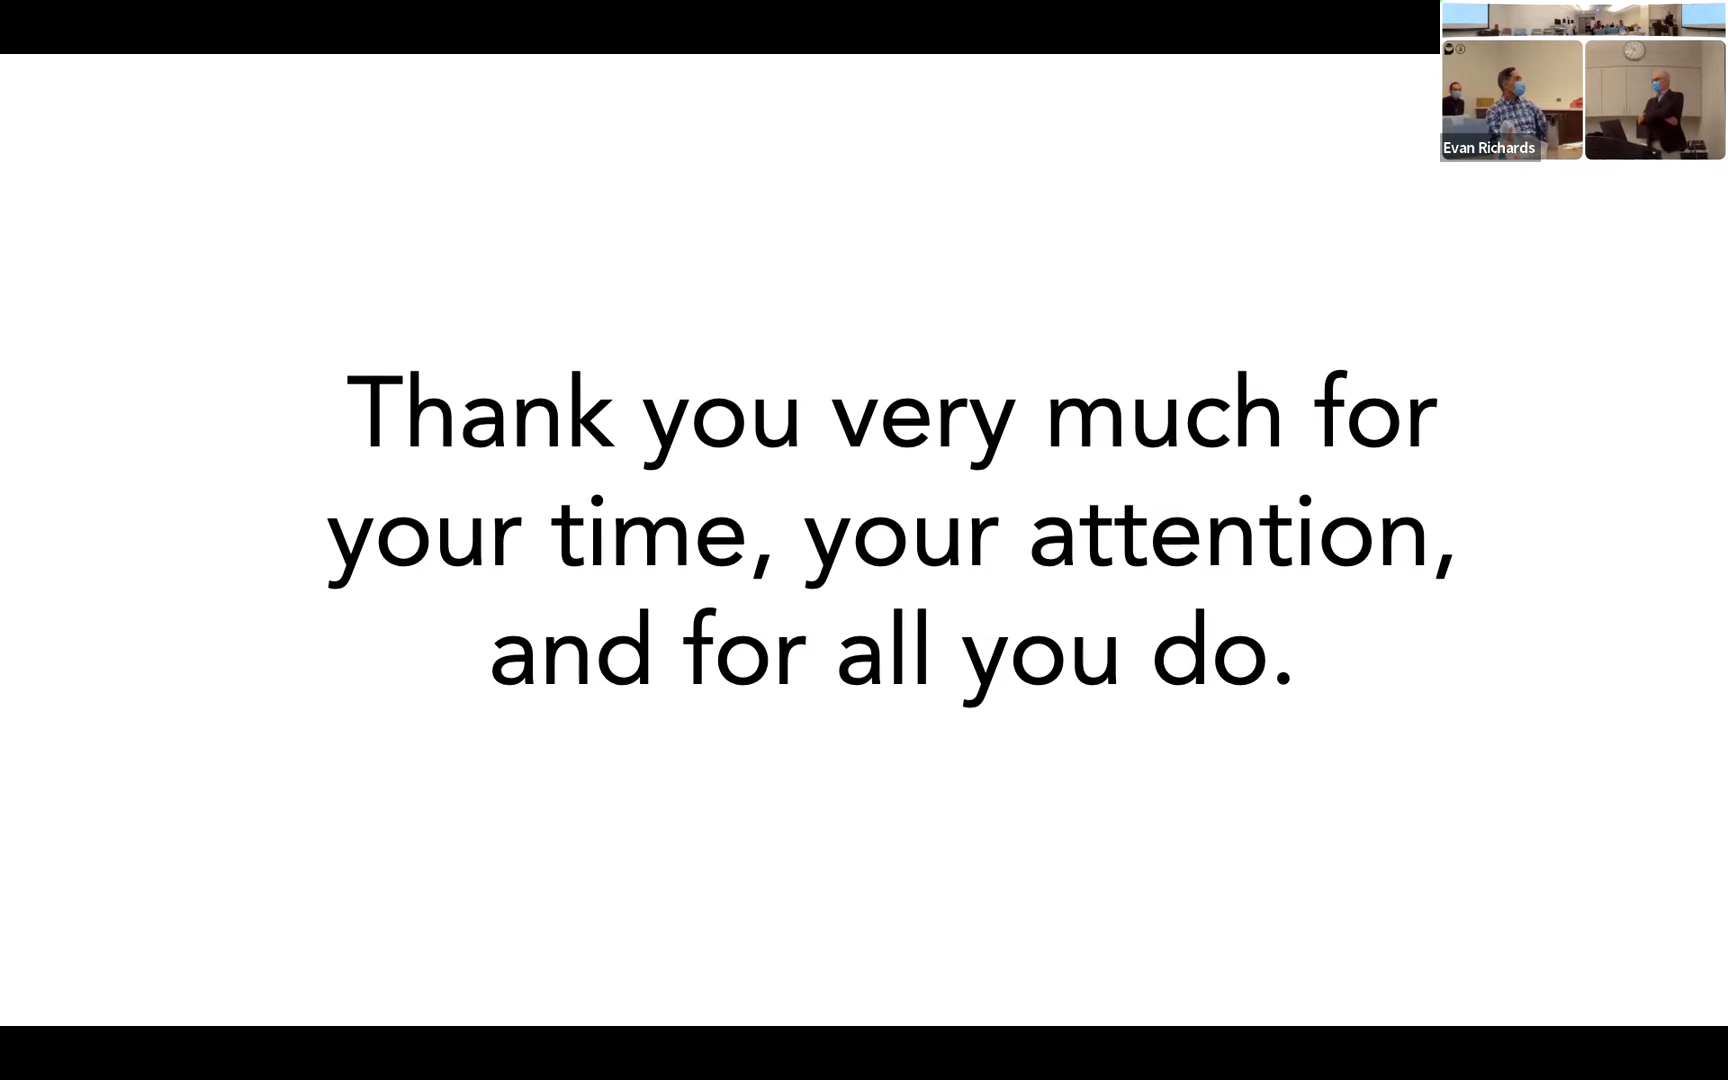 Evan Richards
Thank you very much for
your time, your attention,
and for all you do.